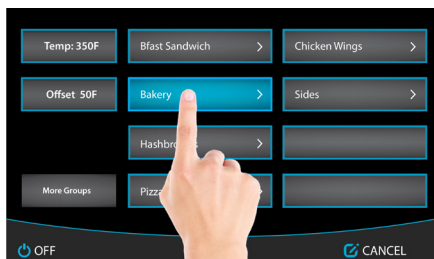 Temp: 350F
Bfast Sandwich
Chicken Wings
Offset 50F
Bakery
Sides
More Groups
OFF
CANCEL